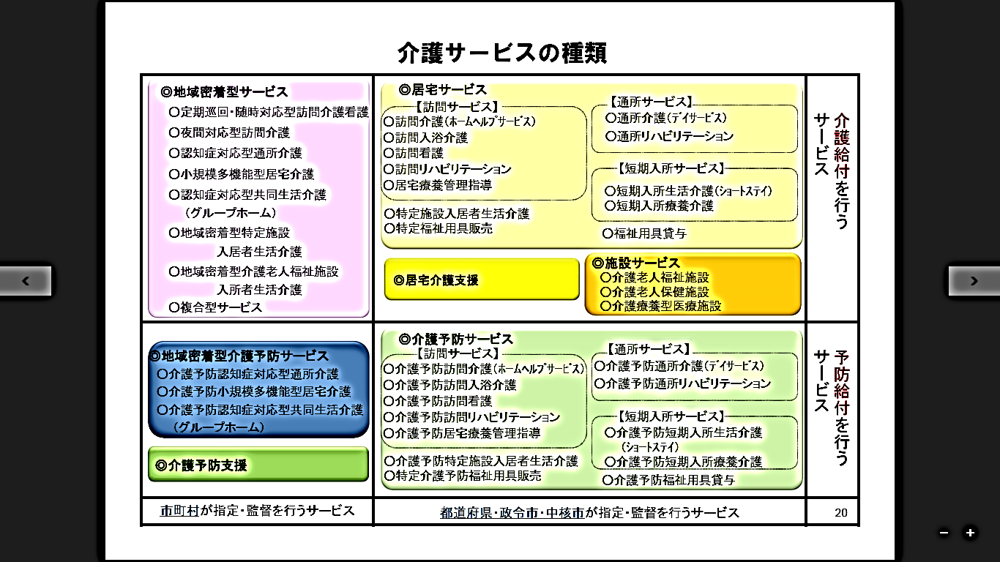 介護サービスの種類
◎地域密着型サービス
○定期巡回・随時対応型訪問介護看護
○夜間対応型訪問介護
○認知症対応型通所介護
○小規模多機能型居宅介護
○認知症対応型共同生活介護
(グループホーム)
○地域密着型特定施設
入居者生活介護
○地域密着型介護老人福祉施設
入所者生活介護
○複合型サービス
◎居宅サービス
【訪問サービス】
○訪問介護(ホームヘルプサービス)
○訪問入浴介護
○訪問看護
○訪問リハビリテーション
○居宅療養管理指導
○特定施設入居者生活介護
○特定福祉用具販売
【通所サービス】
○通所介護(デイサービス)
○通所リハビリテーション
【短期入所サービス】
○短期入所生活介護(ショートステイ)
○短期入所療養介護
○福祉用具貸与
◎居宅介護支援
◎施設サービス
○介護老人福祉施設
○介護老人保健施設
○介護療養型医療施設
介護給付を行う
サービス
◎地域密着型介護予防サービス
○介護予防認知症対応型通所介護
○介護予防小規模多機能型居宅介護
○介護予防認知症対応型共同生活介護
(グループホーム)
◎介護予防支援
◎介護予防サービス
【訪問サービス】
○介護予防訪問介護(ホームヘルプサービス)
○介護予防訪問入浴介護
○介護予防訪問看護
○介護予防訪問リハビリテーション
○介護予防居宅療養管理指導
○介護予防特定施設入居者生活介護
○特定介護予防福祉用具販売
【通所サービス】
○介護予防通所介護(デイサービス)
○介護予防通所リハビリテーション
【短期入所サービス】
○介護予防短期入所生活介護
(ショートステイ)
○介護予防短期入所療養介護
○介護予防福祉用具貸与
予防給付を行う
サービス
市町村が指定・監督を行うサービス
都道府県・政令市・中核市が指定・監督を行うサービス
20